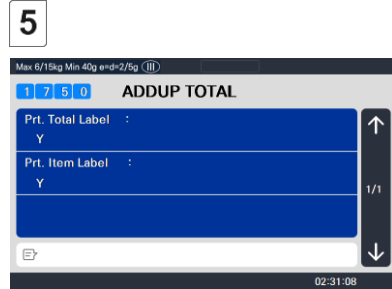 5
Max 6/15kg Min 40g e=d=2/5g III
1 7 5 0 ADDUP TOTAL
Prt. Total Label :
Y
Prt. Item Label :
Y
1/1
02:31:08